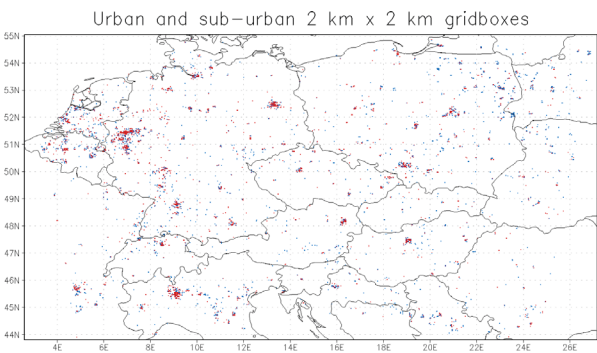 Urban and sub-urban 2 km x 2 km gridboxes
55N
54N
53N
52N
51N
50N
49N
48N
47N
46N
45N
44N
4E 6E 8E 10E 12E 14E 16E 18E 20E 22E 24E 26E